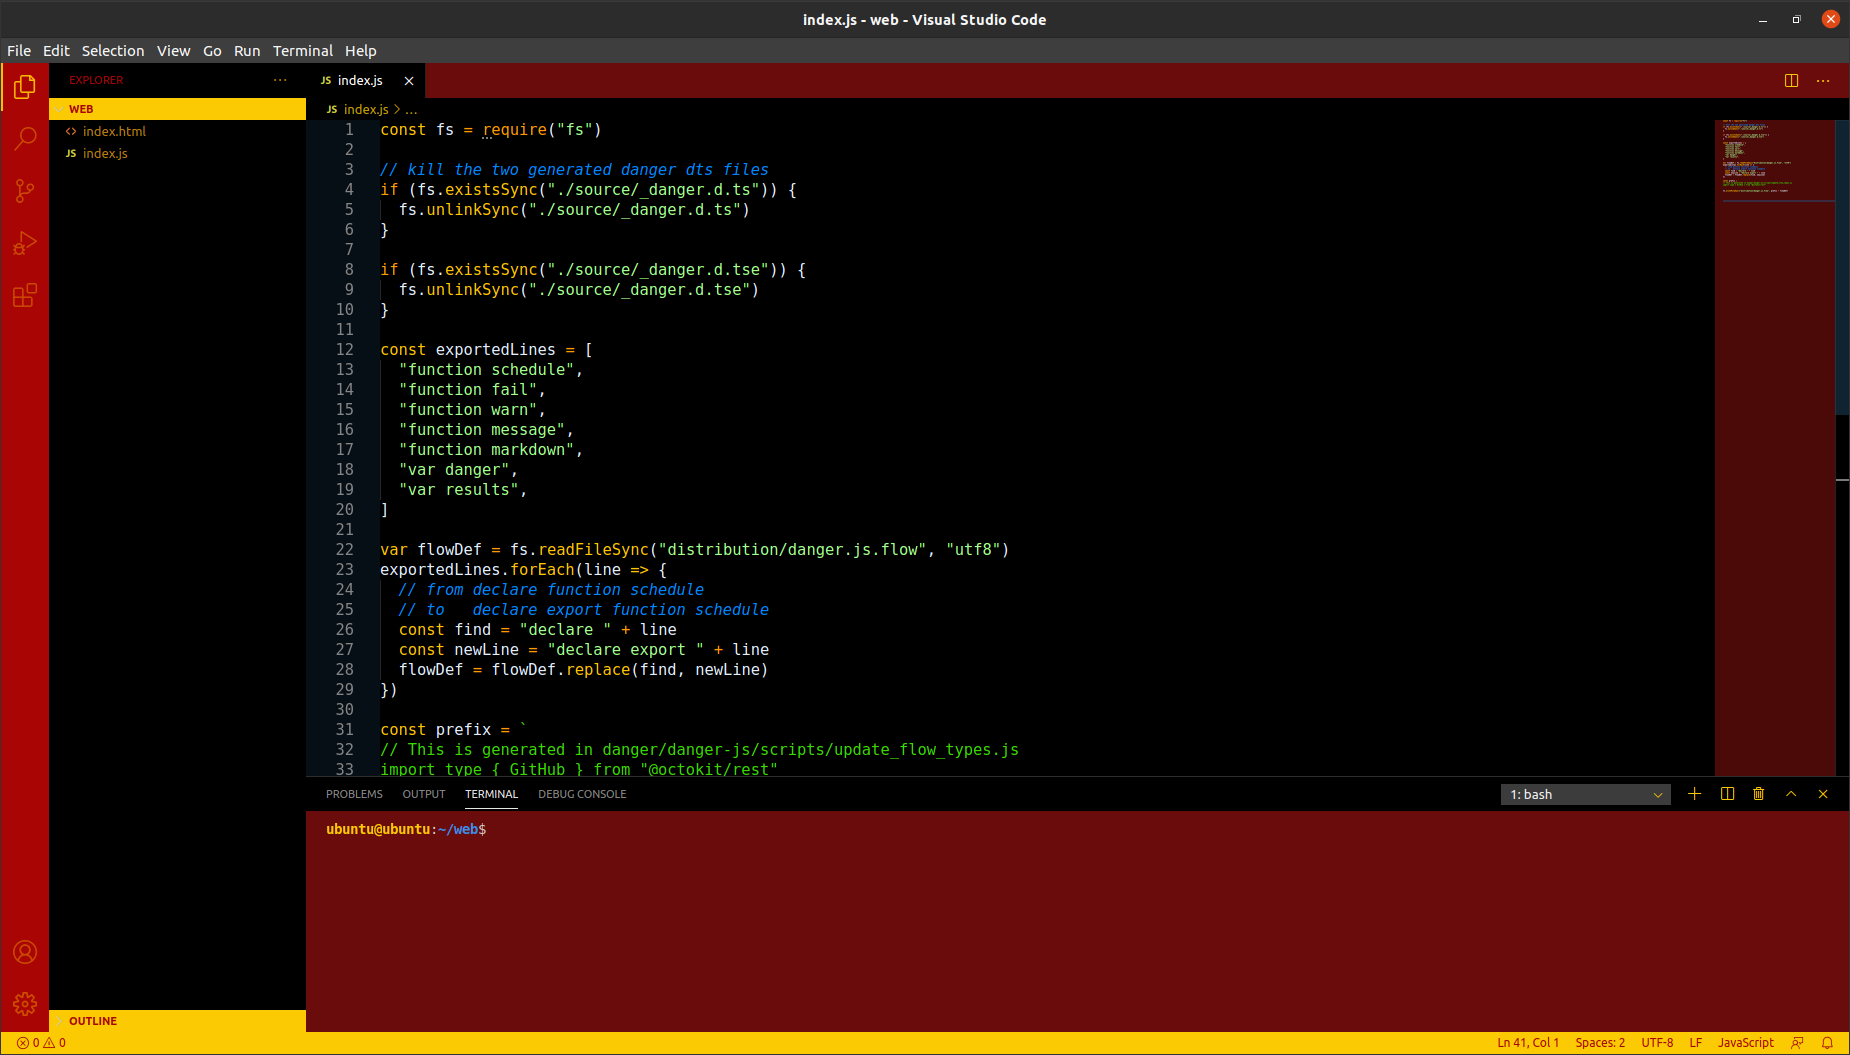 index.js - web - Visual Studio Code
File Edit Selection View Go Run Terminal Help
EXPLORER ···
JS index.js
WEB
JS index.js > ...
<> index.html
JS index.js
1 const fs = require("fs")
2
3 // kill the two generated danger dts files
4 if (fs.existsSync("./source/_danger.d.ts")) {
5   fs.unlinkSync("./source/_danger.d.ts")
6 }
7
8 if (fs.existsSync("./source/_danger.d.tse")) {
9   fs.unlinkSync("./source/_danger.d.tse")
10 }
11
12 const exportedLines = [
13   "function schedule",
14   "function fail",
15   "function warn",
16   "function message",
17   "function markdown",
18   "var danger",
19   "var results",
20 ]
21
22 var flowDef = fs.readFileSync("distribution/danger.js.flow", "utf8")
23 exportedLines.forEach(line => {
24   // from declare function schedule
25   // to   declare export function schedule
26   const find = "declare " + line
27   const newLine = "declare export " + line
28   flowDef = flowDef.replace(find, newLine)
29 })
30
31 const prefix = `
32 // This is generated in danger/danger-js/scripts/update_flow_types.js
33 import type { GitHub } from "@octokit/rest"
PROBLEMS OUTPUT TERMINAL DEBUG CONSOLE 1: bash
ubuntu@ubuntu:~/web$
OUTLINE
0 0 Ln 41, Col 1 Spaces: 2 UTF-8 LF JavaScript